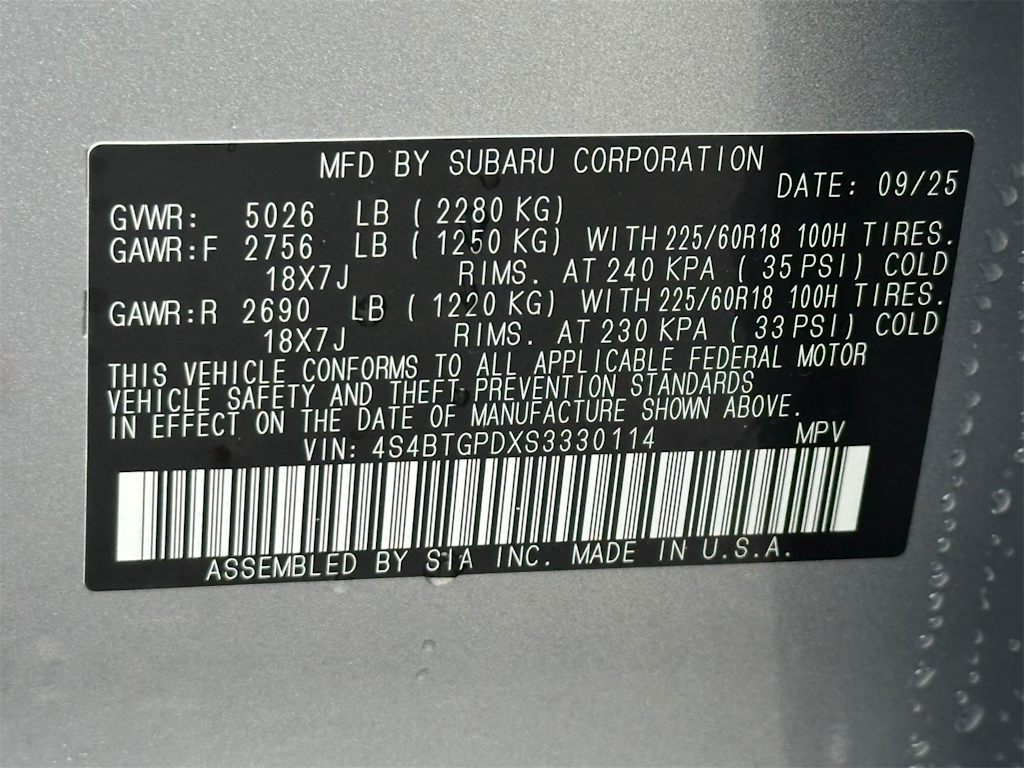 MFD BY SUBARU CORPORATION
DATE: 09/25
GVWR: 5026 LB ( 2280 KG)
GAWR:F 2756 LB ( 1250 KG) WITH 225/60R18 100H TIRES.
18X7J RIMS. AT 240 KPA ( 35 PSI) COLD
GAWR:R 2690 LB ( 1220 KG) WITH 225/60R18 100H TIRES.
18X7J RIMS. AT 230 KPA ( 33 PSI) COLD
THIS VEHICLE CONFORMS TO ALL APPLICABLE FEDERAL MOTOR
VEHICLE SAFETY AND THEFT PREVENTION STANDARDS
IN EFFECT ON THE DATE OF MANUFACTURE SHOWN ABOVE.
VIN: 4S4BTGPDXS3330114 MPV
ASSEMBLED BY SIA INC. MADE IN U.S.A.